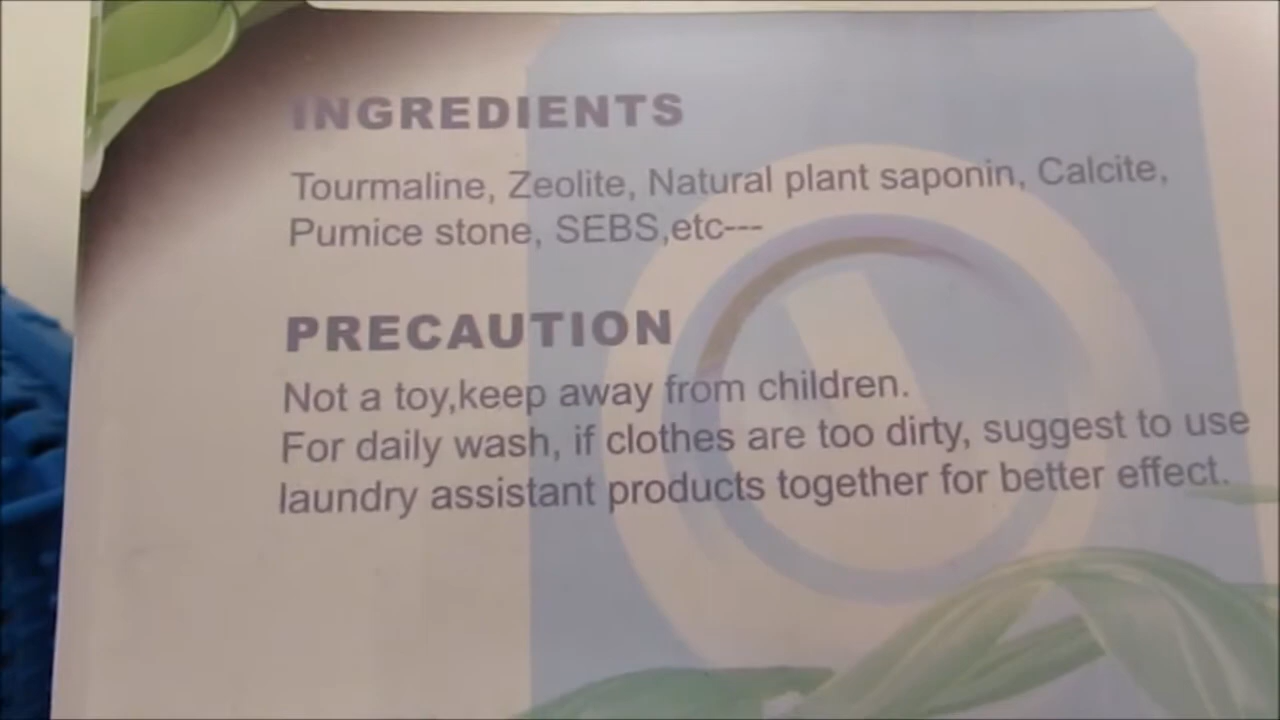 INGREDIENTS
Tourmaline, Zeolite, Natural plant saponin, Calcite,
Pumice stone, SEBS,etc---
PRECAUTION
Not a toy,keep away from children.
For daily wash, if clothes are too dirty, suggest to use
laundry assistant products together for better effect.